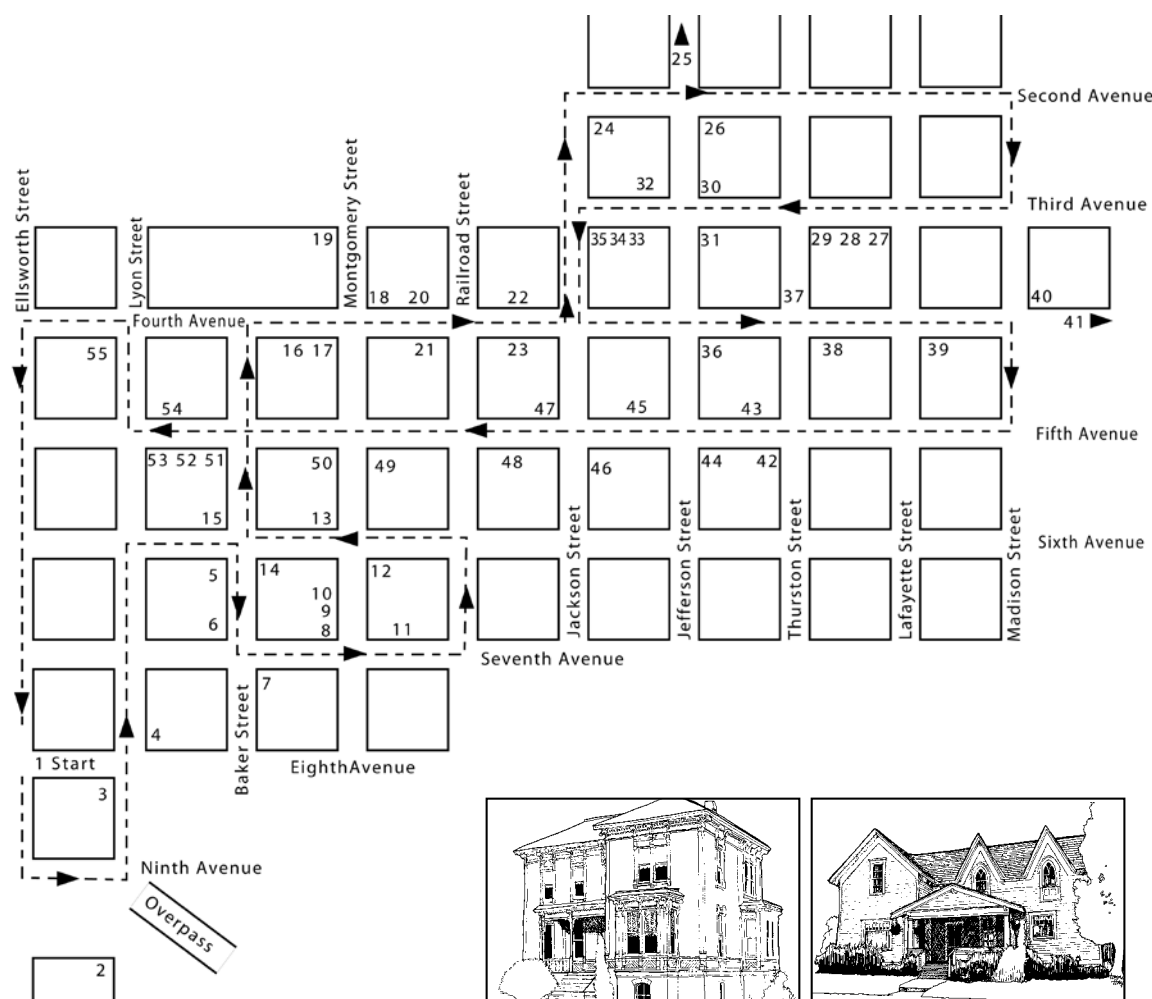 25
Second Avenue
24
26
32
30
Third Avenue
Ellsworth Street
Lyon Street
Montgomery Street
Railroad Street
19
18 20
22
35 34 33
31
29 28 27
37
40
41
Fourth Avenue
55
16 17
21
23
36
38
39
54
47
45
43
Fifth Avenue
53 52 51
50
49
48
46
44 42
15
13
Jackson Street
Jefferson Street
Thurston Street
Lafayette Street
Madison Street
Sixth Avenue
5
14
12
10
9
6
8
11
Seventh Avenue
7
4
Baker Street
1 Start
EighthAvenue
3
Ninth Avenue
Overpass
2